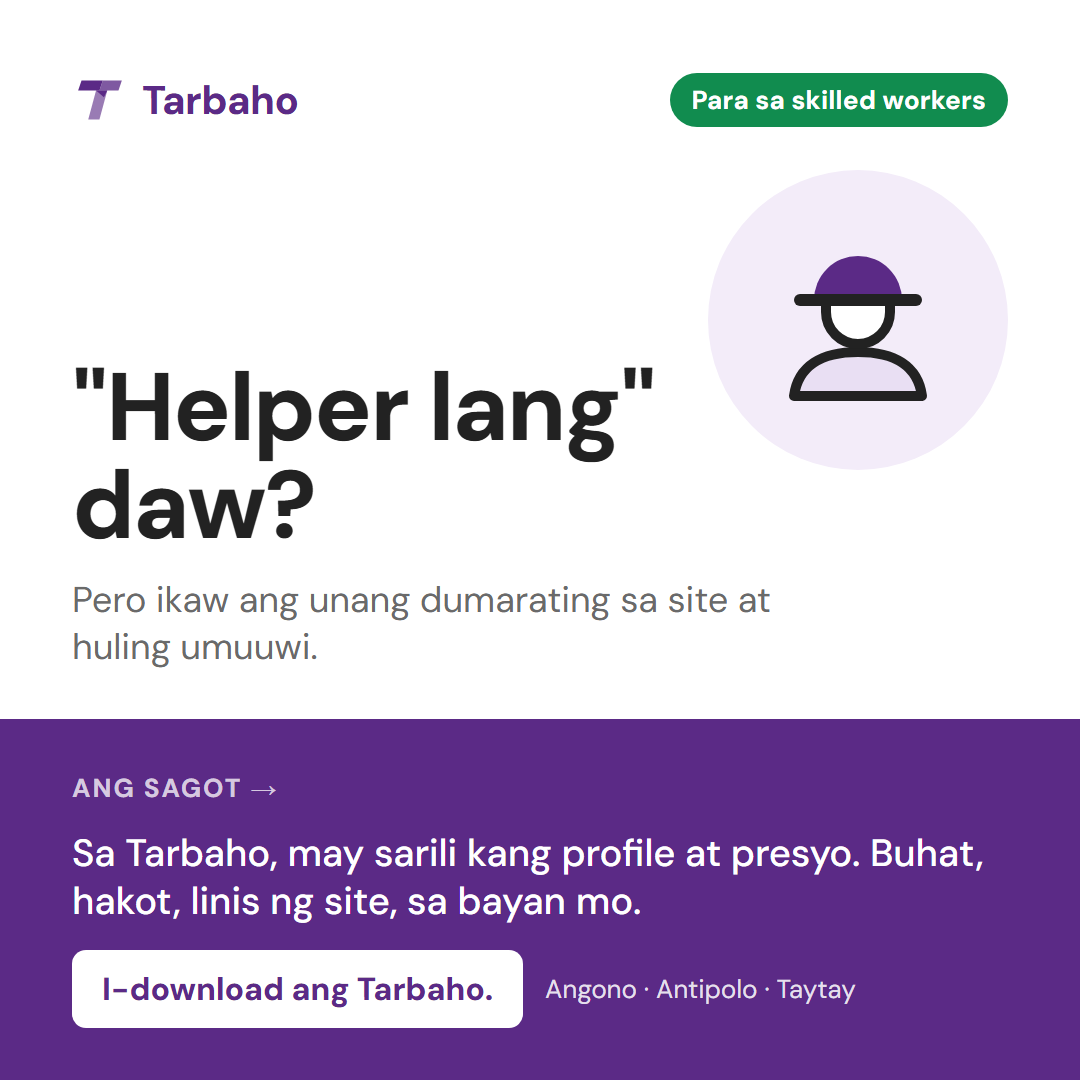 Tarbaho
Para sa skilled workers
"Helper lang"
daw?
Pero ikaw ang unang dumarating sa site at
huling umuuwi.
ANG SAGOT →
Sa Tarbaho, may sarili kang profile at presyo. Buhat,
hakot, linis ng site, sa bayan mo.
I-download ang Tarbaho.
Angono · Antipolo · Taytay